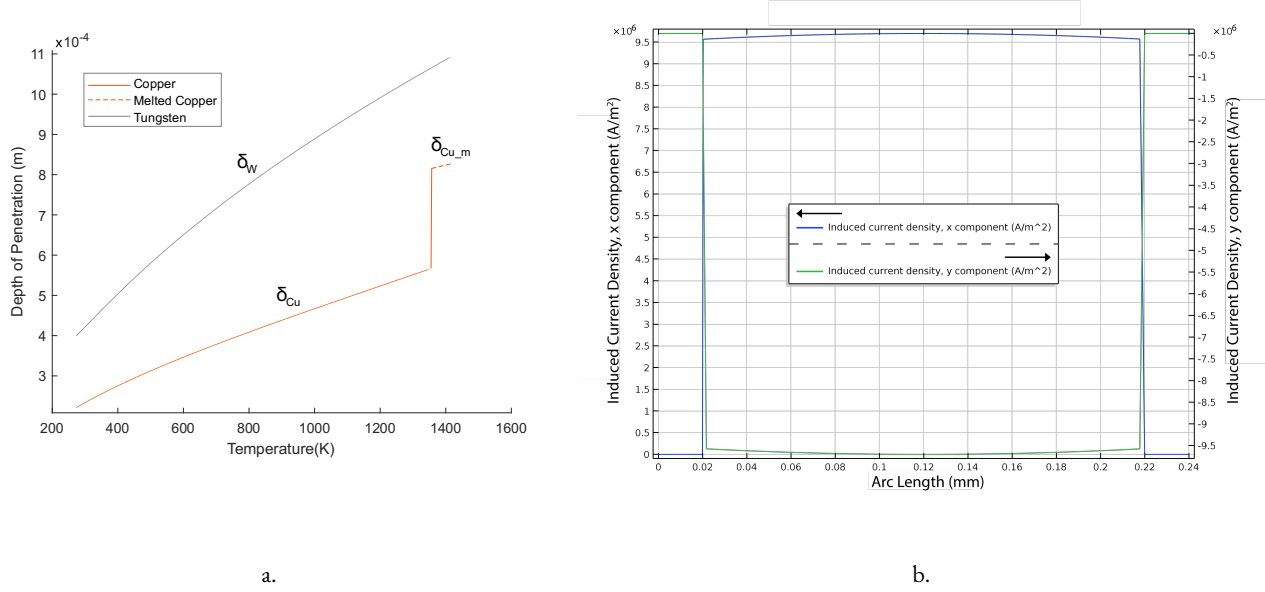 x10⁻⁴
11
10
9
8
7
6
5
4
3
200 400 600 800 1000 1200 1400 1600
Temperature(K)
Depth of Penetration (m)
Copper
Melted Copper
Tungsten
δW
δCu_m
δCu
a.
×10⁶
9.5
9
8.5
8
7.5
7
6.5
6
5.5
5
4.5
4
3.5
3
2.5
2
1.5
1
0.5
0
Induced Current Density, x component (A/m²)
Induced current density, x component (A/m^2)
Induced current density, y component (A/m^2)
0 0.02 0.04 0.06 0.08 0.1 0.12 0.14 0.16 0.18 0.2 0.22 0.24
Arc Length (mm)
×10⁶
-0.5
-1
-1.5
-2
-2.5
-3
-3.5
-4
-4.5
-5
-5.5
-6
-6.5
-7
-7.5
-8
-8.5
-9
-9.5
Induced Current Density, y component (A/m²)
b.